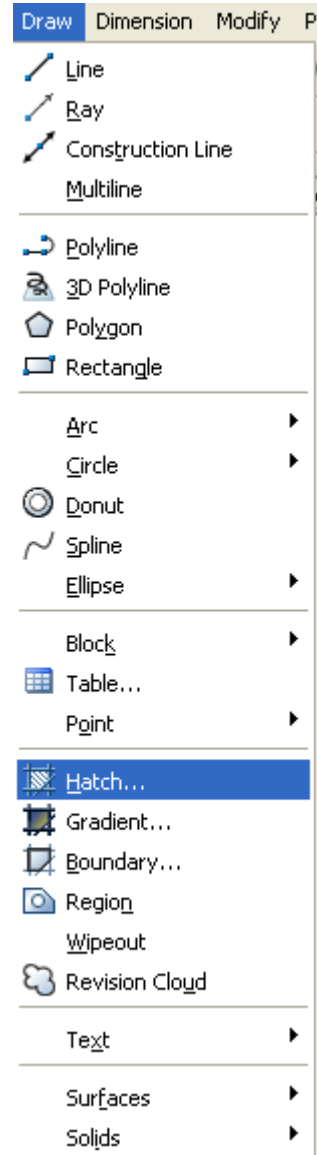 Draw Dimension Modify P
Line
Ray
Construction Line
Multiline
Polyline
3D Polyline
Polygon
Rectangle
Arc
Circle
Donut
Spline
Ellipse
Block
Table...
Point
Hatch...
Gradient...
Boundary...
Region
Wipeout
Revision Cloud
Text
Surfaces
Solids